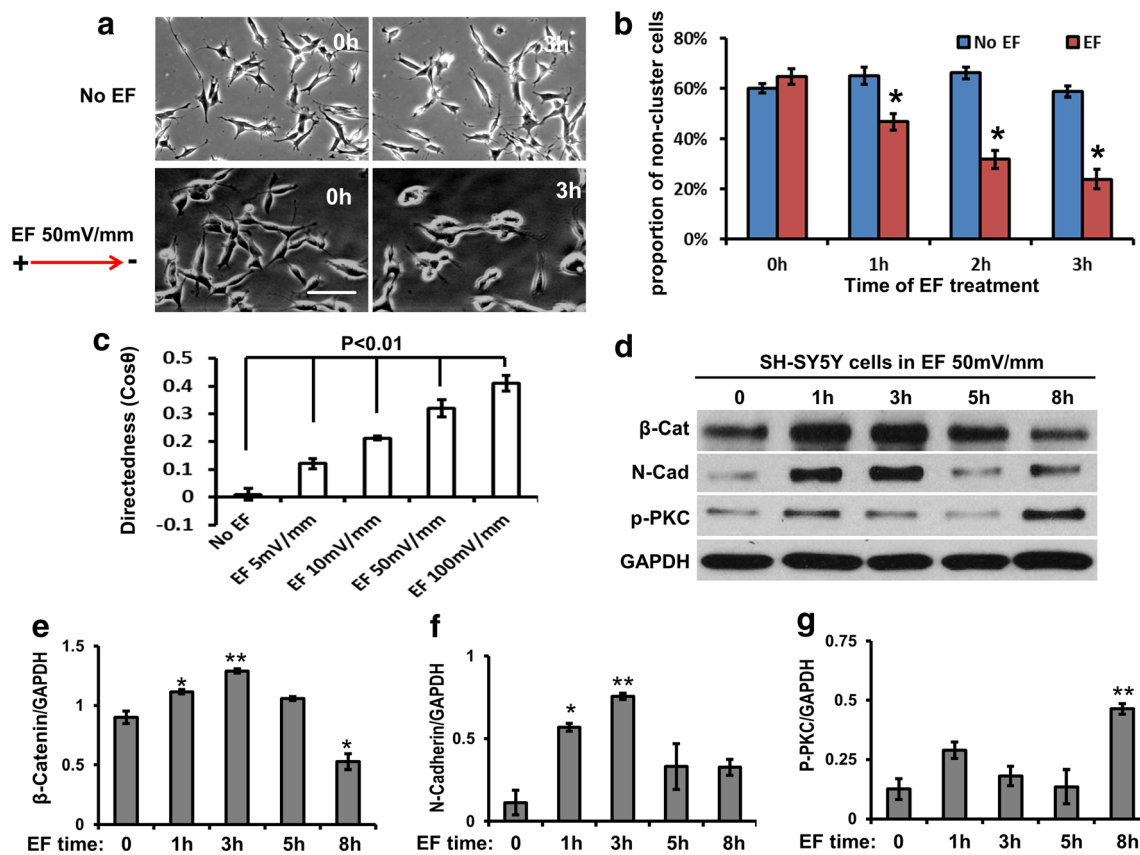 a
No EF
0h
3h
EF 50mV/mm
+ -
0h
3h
b
No EF EF
proportion of non-cluster cells
80%
60%
40%
20%
0%
*
*
*
0h 1h 2h 3h
Time of EF treatment
c
P<0.01
Directedness (Cosθ)
0.5
0.4
0.3
0.2
0.1
0
-0.1
No EF
EF 5mV/mm
EF 10mV/mm
EF 50mV/mm
EF 100mV/mm
d
SH-SY5Y cells in EF 50mV/mm
0 1h 3h 5h 8h
β-Cat
N-Cad
p-PKC
GAPDH
e
β-Catenin/GAPDH
1.5
1
0.5
0
*
**
*
EF time: 0 1h 3h 5h 8h
f
N-Cadherin/GAPDH
1
0.5
0
*
**
EF time: 0 1h 3h 5h 8h
g
P-PKC/GAPDH
0.75
0.5
0.25
0
**
EF time: 0 1h 3h 5h 8h